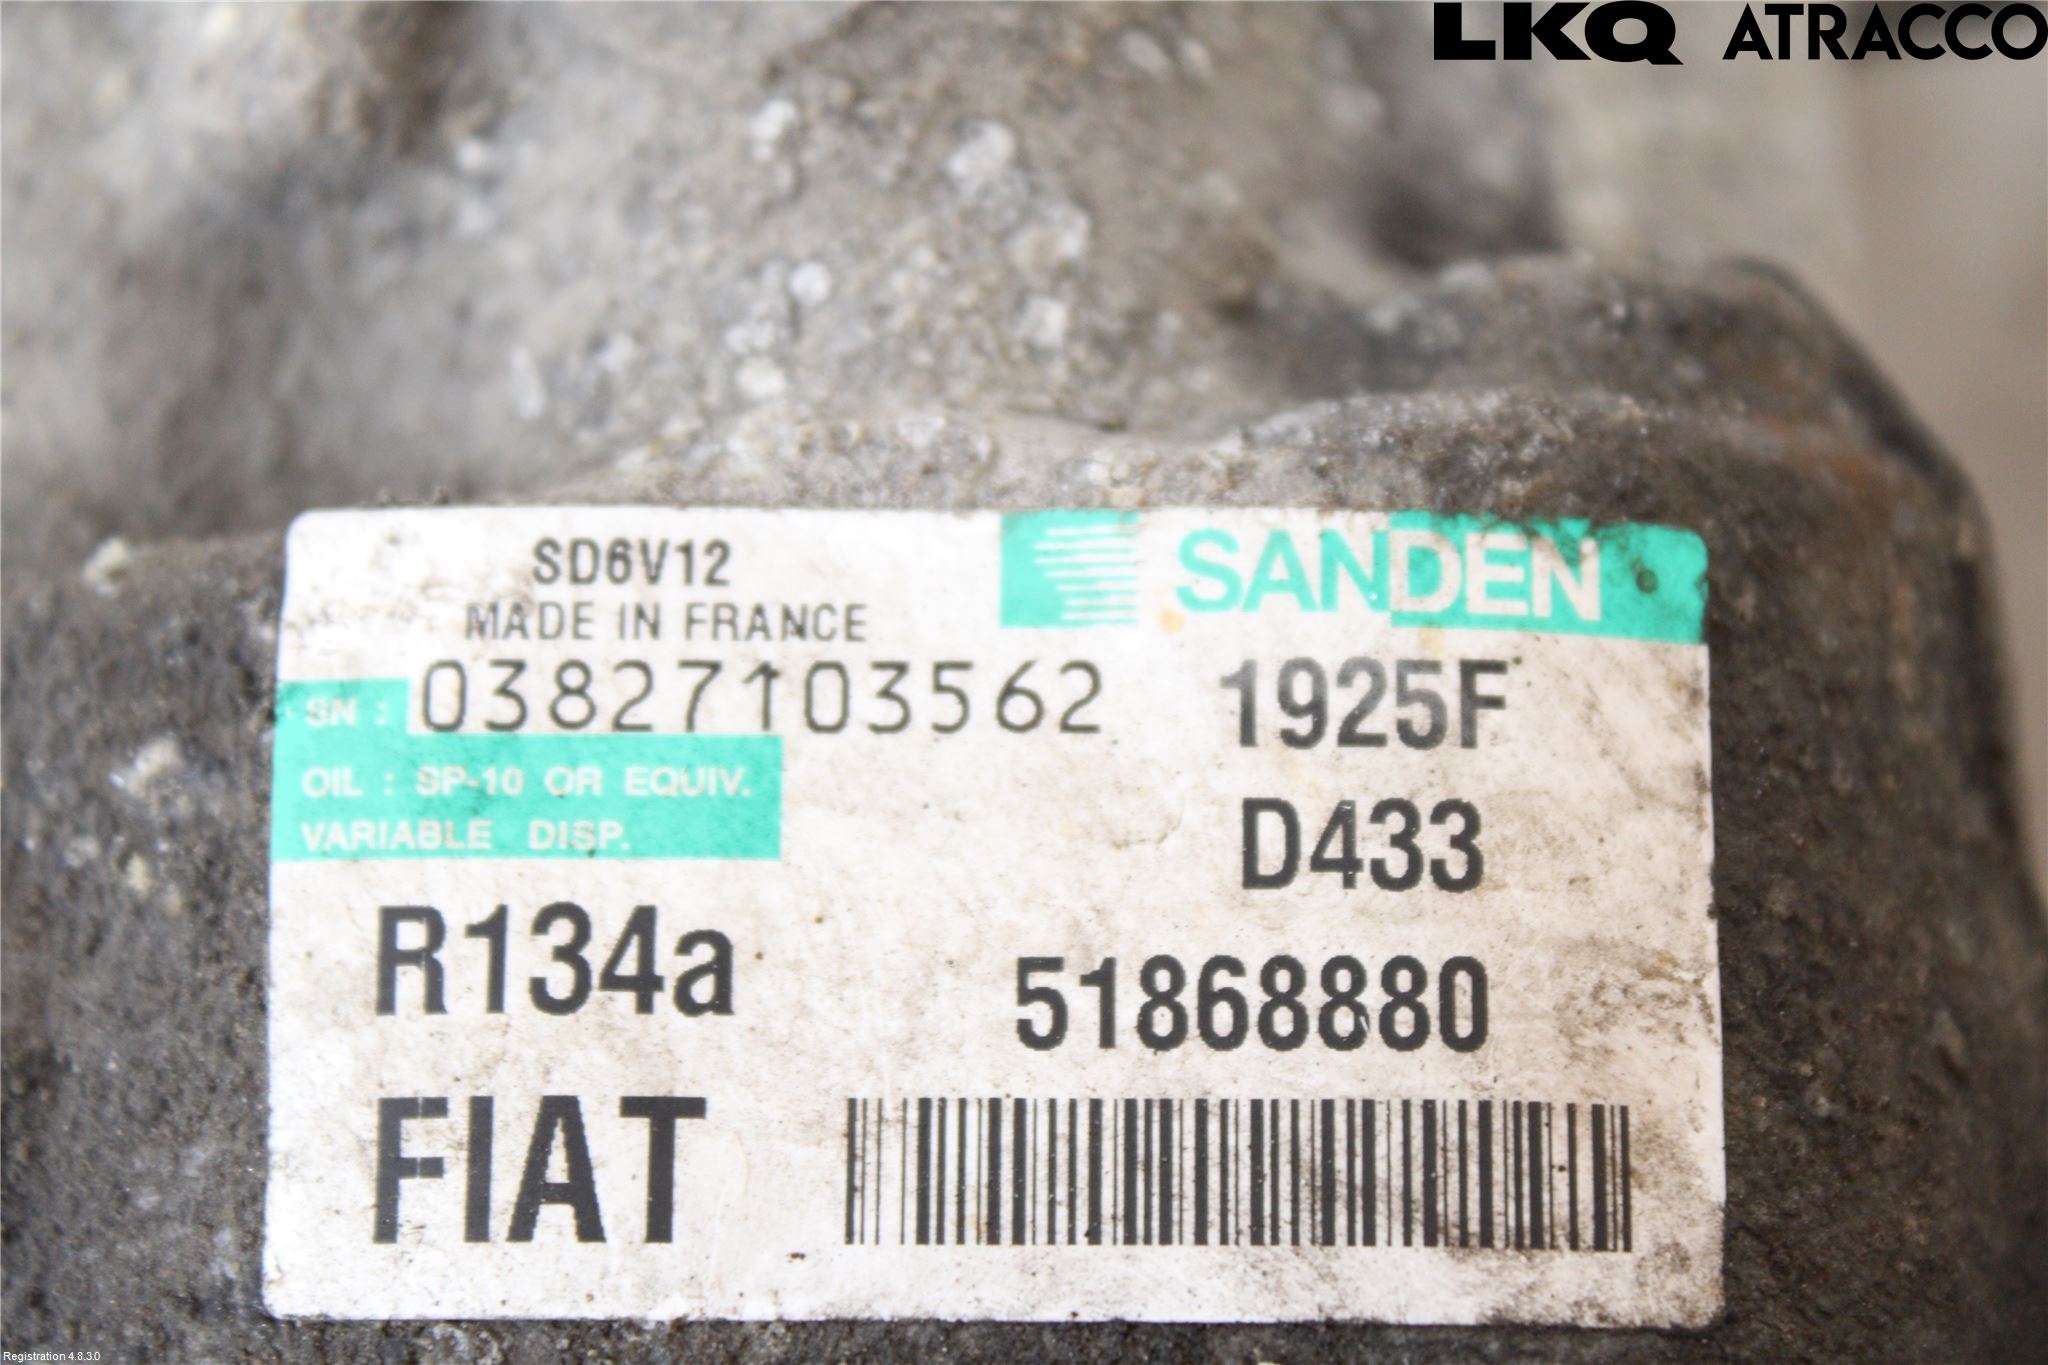 LKQ ATRACCO
SD6V12
MADE IN FRANCE
SANDEN
SN : 03827103562
1925F
OIL : SP-10 OR EQUIV.
VARIABLE DISP.
D433
R134a
51868880
FIAT
Registration 4.8.3.0